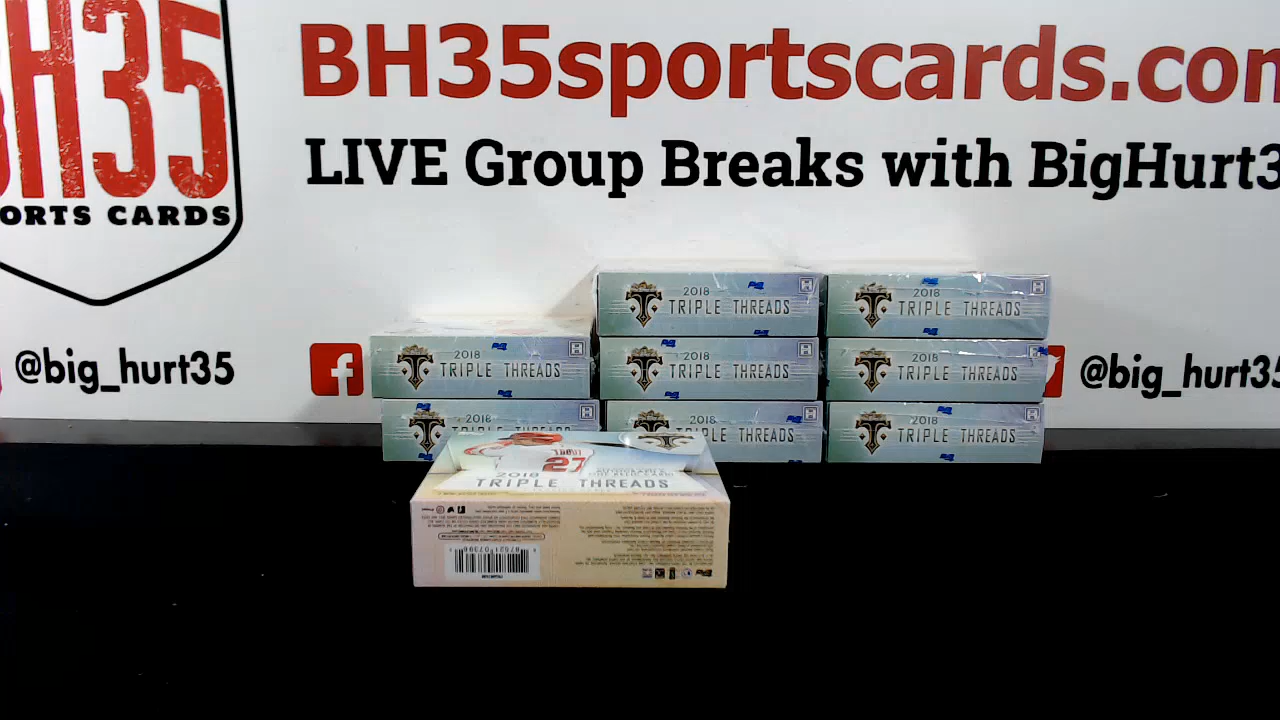 BH35
ORTS CARDS
BH35sportscards.com
LIVE Group Breaks with BigHurt3
@big_hurt35
@big_hurt35
2018
TRIPLE THREADS
2018
TRIPLE THREADS
2018
TRIPLE THREADS
2018
TRIPLE THREADS
2018
TRIPLE THREADS
2018
TRIPLE THREADS
2018
TRIPLE THREADS
2018
TRIPLE THREADS
TROUT
27
2018
TRIPLE THREADS